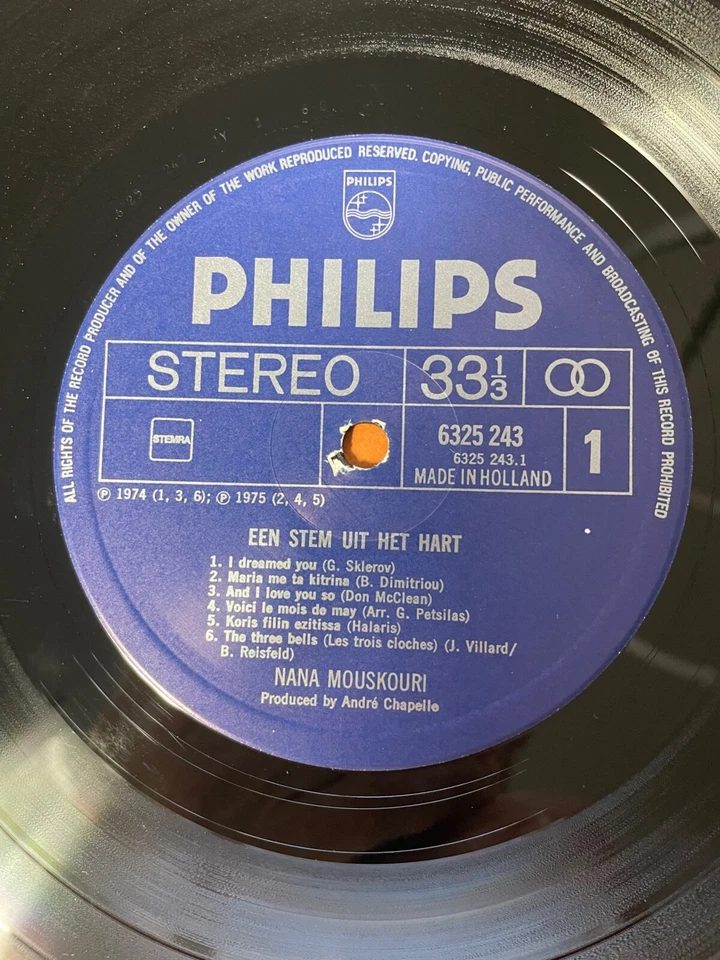 ALL RIGHTS OF THE RECORD PRODUCER AND OF THE OWNER OF THE WORK REPRODUCED RESERVED. COPYING, PUBLIC PERFORMANCE AND BROADCASTING OF THIS RECORD PROHIBITED
PHILIPS
PHILIPS
STEREO 33 1/3
STEMRA
6325 243
6325 243.1
MADE IN HOLLAND
1
Ⓟ 1974 (1, 3, 6); Ⓟ 1975 (2, 4, 5)
EEN STEM UIT HET HART
1. I dreamed you (G. Sklerov)
2. Maria me ta kitrina (B. Dimitriou)
3. And I love you so (Don McClean)
4. Voici le mois de may (Arr. G. Petsilas)
5. Koris filin ezitissa (Halaris)
6. The three bells (Les trois cloches) (J. Villard/
B. Reisfeld)
NANA MOUSKOURI
Produced by André Chapelle